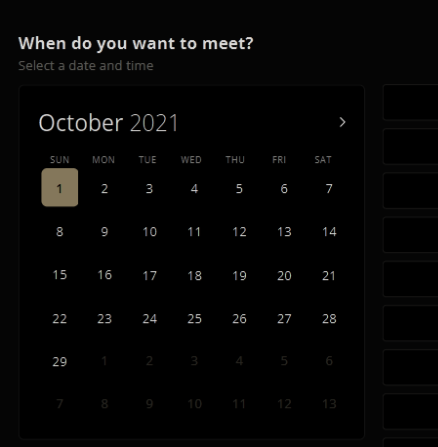 When do you want to meet?
Select a date and time
October 2021
SUN MON TUE WED THU FRI SAT
1 2 3 4 5 6 7
8 9 10 11 12 13 14
15 16 17 18 19 20 21
22 23 24 25 26 27 28
29 1 2 3 4 5 6
7 8 9 10 11 12 13